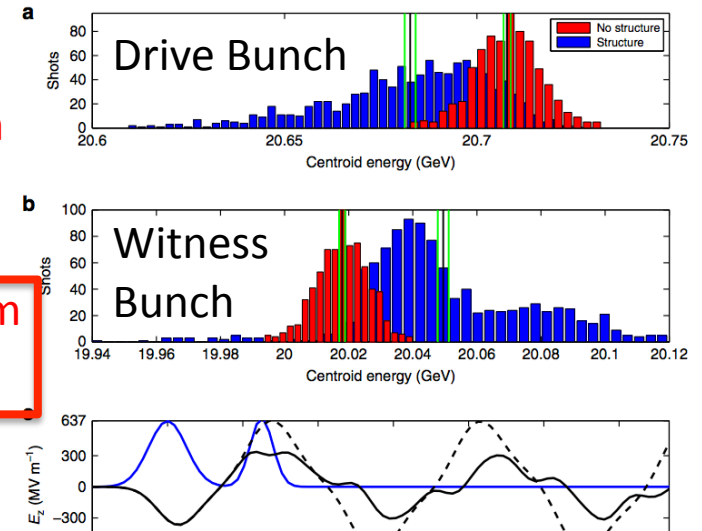 a
80
60
40
20
0
Shots
Drive Bunch
No structure
Structure
20.6 20.65 20.7 20.75
Centroid energy (GeV)
b
100
80
60
40
20
0
Shots
Witness
Bunch
m
19.94 19.96 19.98 20 20.02 20.04 20.06 20.08 20.1 20.12
Centroid energy (GeV)
637
300
0
−300
E_z (MV m⁻¹)